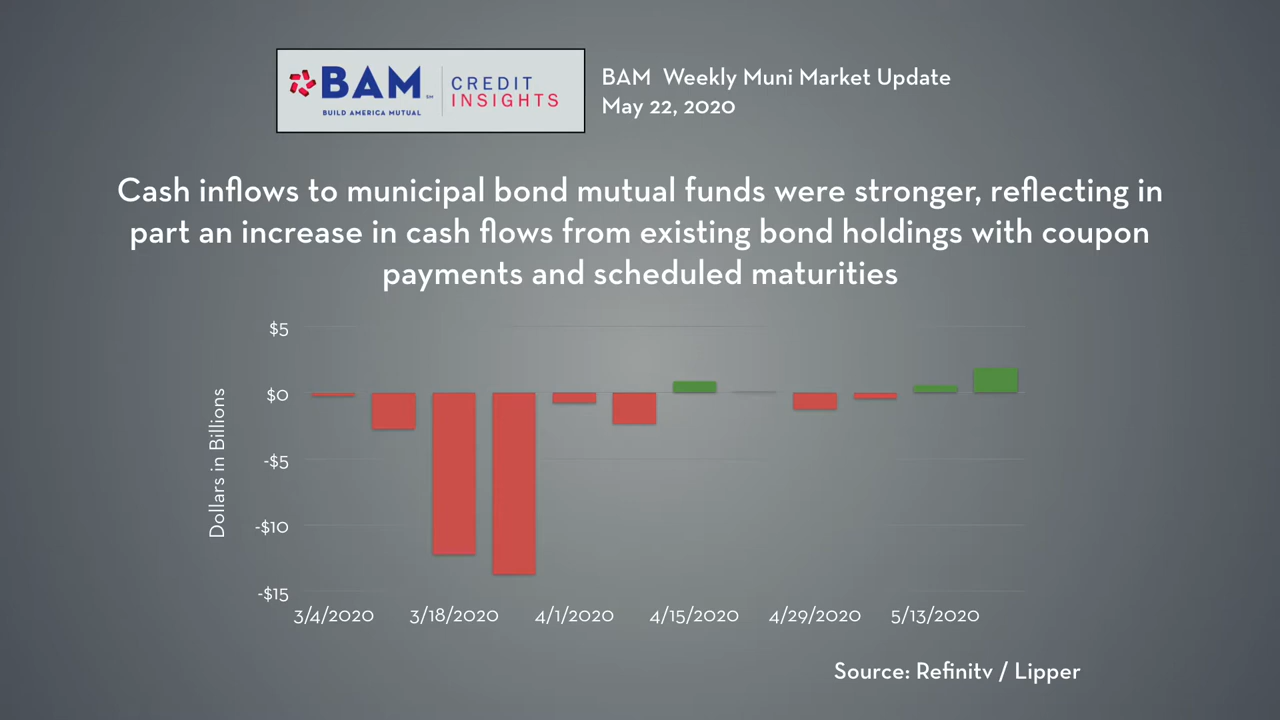 BAM SM
CREDIT
INSIGHTS
BUILD AMERICA MUTUAL
BAM Weekly Muni Market Update
May 22, 2020
Cash inflows to municipal bond mutual funds were stronger, reflecting in
part an increase in cash flows from existing bond holdings with coupon
payments and scheduled maturities
Dollars in Billions
$5
$0
-$5
-$10
-$15
3/4/2020 3/18/2020 4/1/2020 4/15/2020 4/29/2020 5/13/2020
Source: Refinitv / Lipper